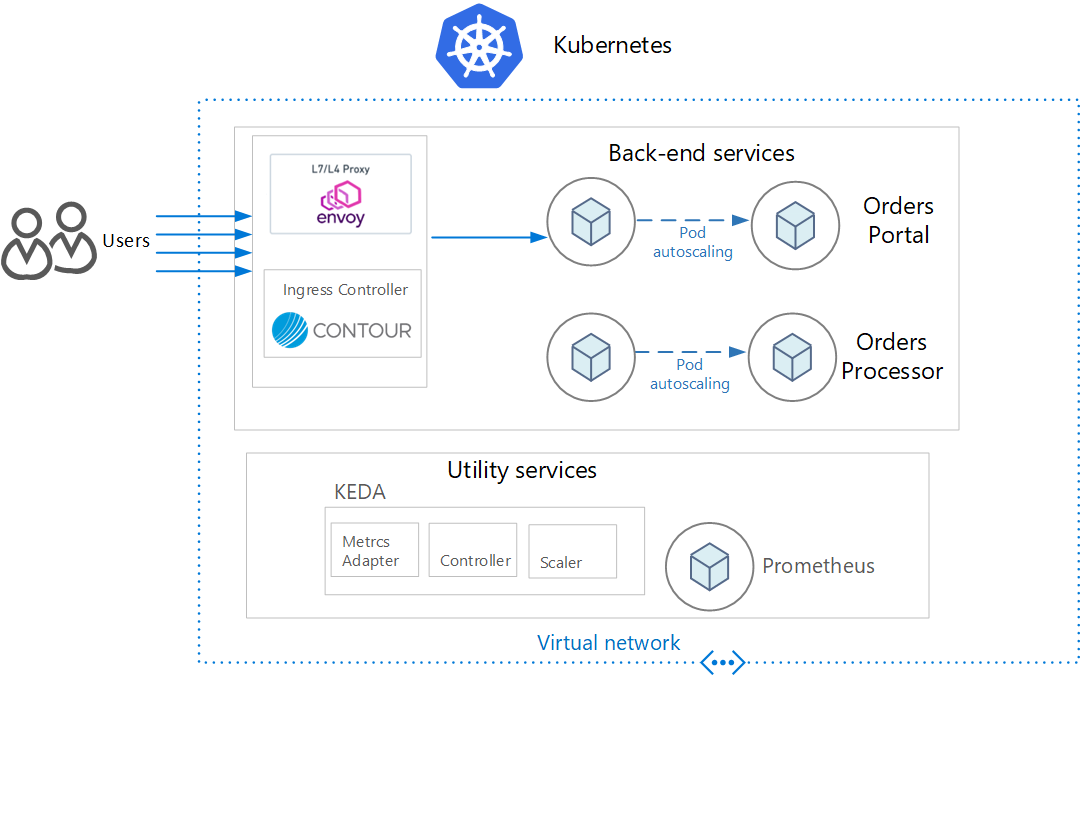 Kubernetes
L7/L4 Proxy
envoy
Ingress Controller
CONTOUR
Users
Back-end services
Pod
autoscaling
Orders
Portal
Pod
autoscaling
Orders
Processor
Utility services
KEDA
Metrcs
Adapter
Controller
Scaler
Prometheus
Virtual network